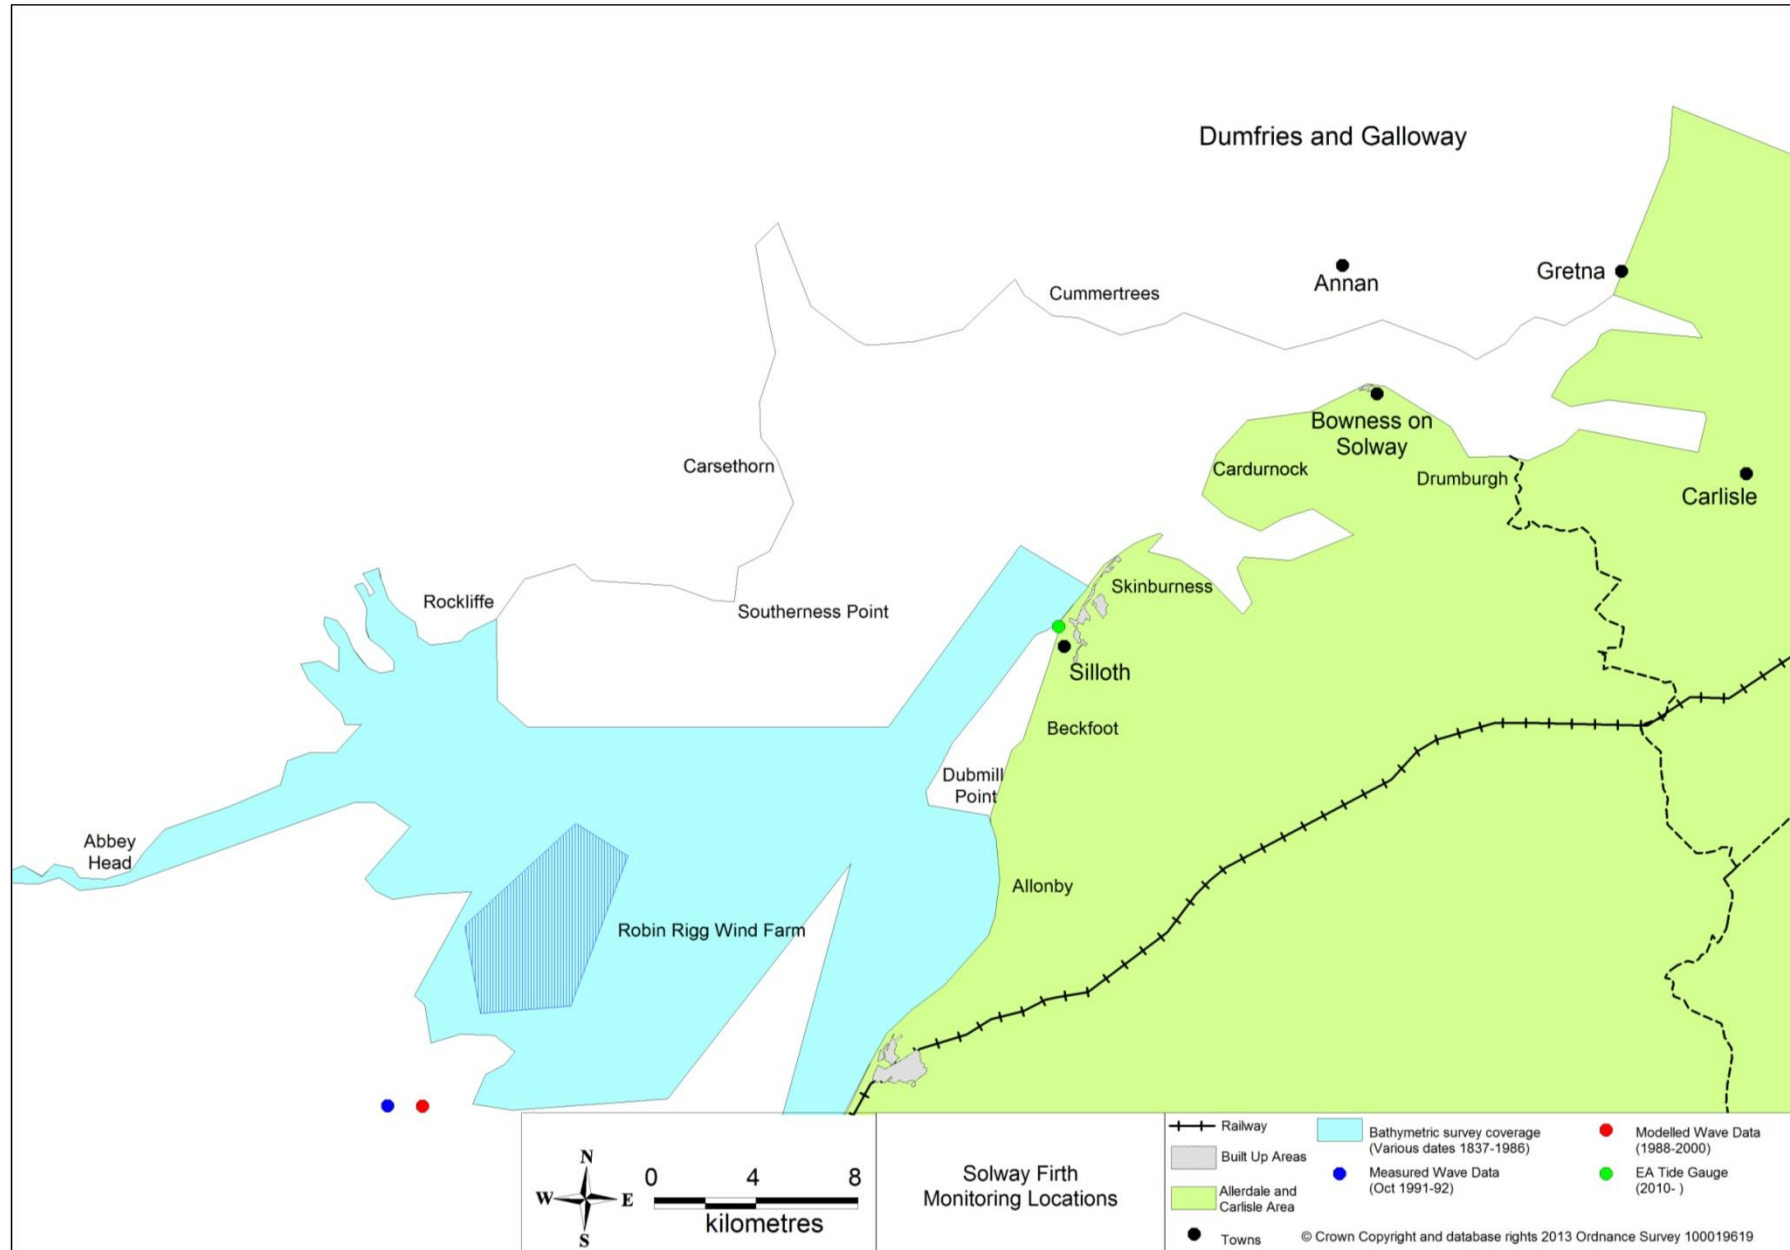 Dumfries and Galloway
Annan
Gretna
Cummertrees
Bowness on
Solway
Carsethorn
Cardurnock
Drumburgh
Carlisle
Rockliffe
Southerness Point
Skinburness
Silloth
Beckfoot
Dubmill
Point
Abbey
Head
Allonby
Robin Rigg Wind Farm
N
W
E
S
0 4 8
kilometres
Solway Firth
Monitoring Locations
Railway
Built Up Areas
Allerdale and
Carlisle Area
Towns
Bathymetric survey coverage
(Various dates 1837-1986)
Measured Wave Data
(Oct 1991-92)
Modelled Wave Data
(1988-2000)
EA Tide Gauge
(2010- )
© Crown Copyright and database rights 2013 Ordnance Survey 100019619